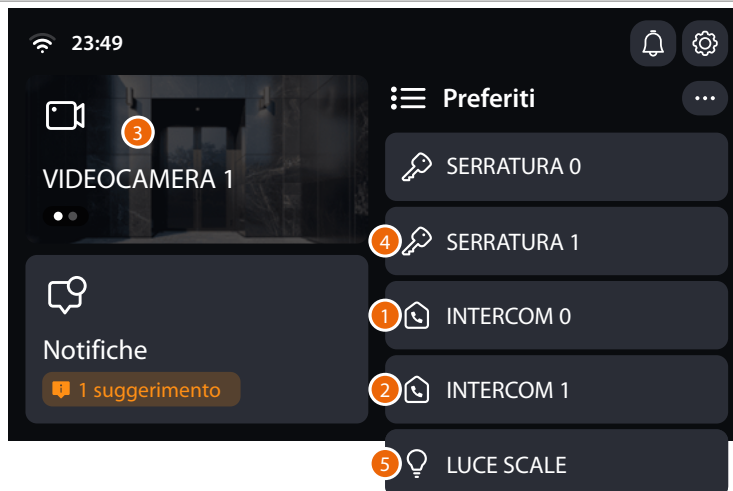 23:49
3
VIDEOCAMERA 1
Notifiche
1 suggerimento
Preferiti
SERRATURA 0
4 SERRATURA 1
1 INTERCOM 0
2 INTERCOM 1
5 LUCE SCALE